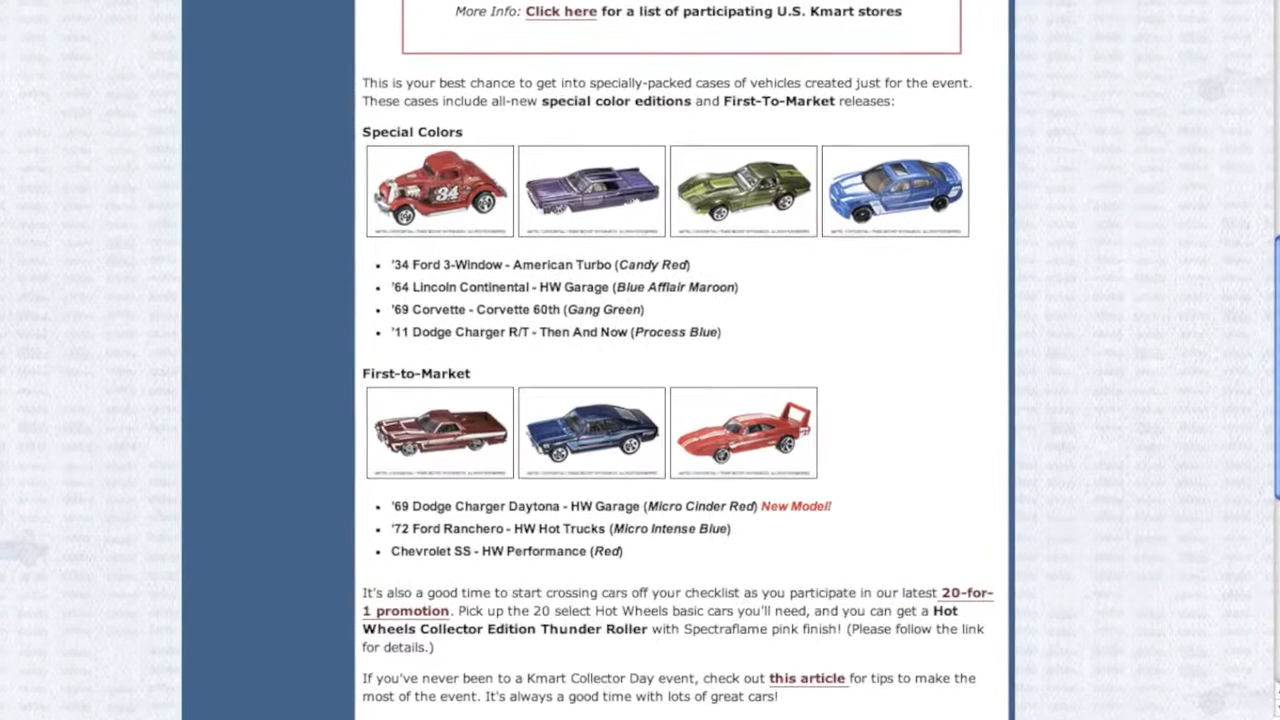 More Info: Click here for a list of participating U.S. Kmart stores
This is your best chance to get into specially-packed cases of vehicles created just for the event.
These cases include all-new special color editions and First-To-Market releases:
Special Colors
34
• '34 Ford 3-Window - American Turbo (Candy Red)
• '64 Lincoln Continental - HW Garage (Blue Afflair Maroon)
• '69 Corvette - Corvette 60th (Gang Green)
• '11 Dodge Charger R/T - Then And Now (Process Blue)
First-to-Market
• '69 Dodge Charger Daytona - HW Garage (Micro Cinder Red) New Model!
• '72 Ford Ranchero - HW Hot Trucks (Micro Intense Blue)
• Chevrolet SS - HW Performance (Red)
It's also a good time to start crossing cars off your checklist as you participate in our latest 20-for-
1 promotion. Pick up the 20 select Hot Wheels basic cars you'll need, and you can get a Hot
Wheels Collector Edition Thunder Roller with Spectraflame pink finish! (Please follow the link
for details.)
If you've never been to a Kmart Collector Day event, check out this article for tips to make the
most of the event. It's always a good time with lots of great cars!